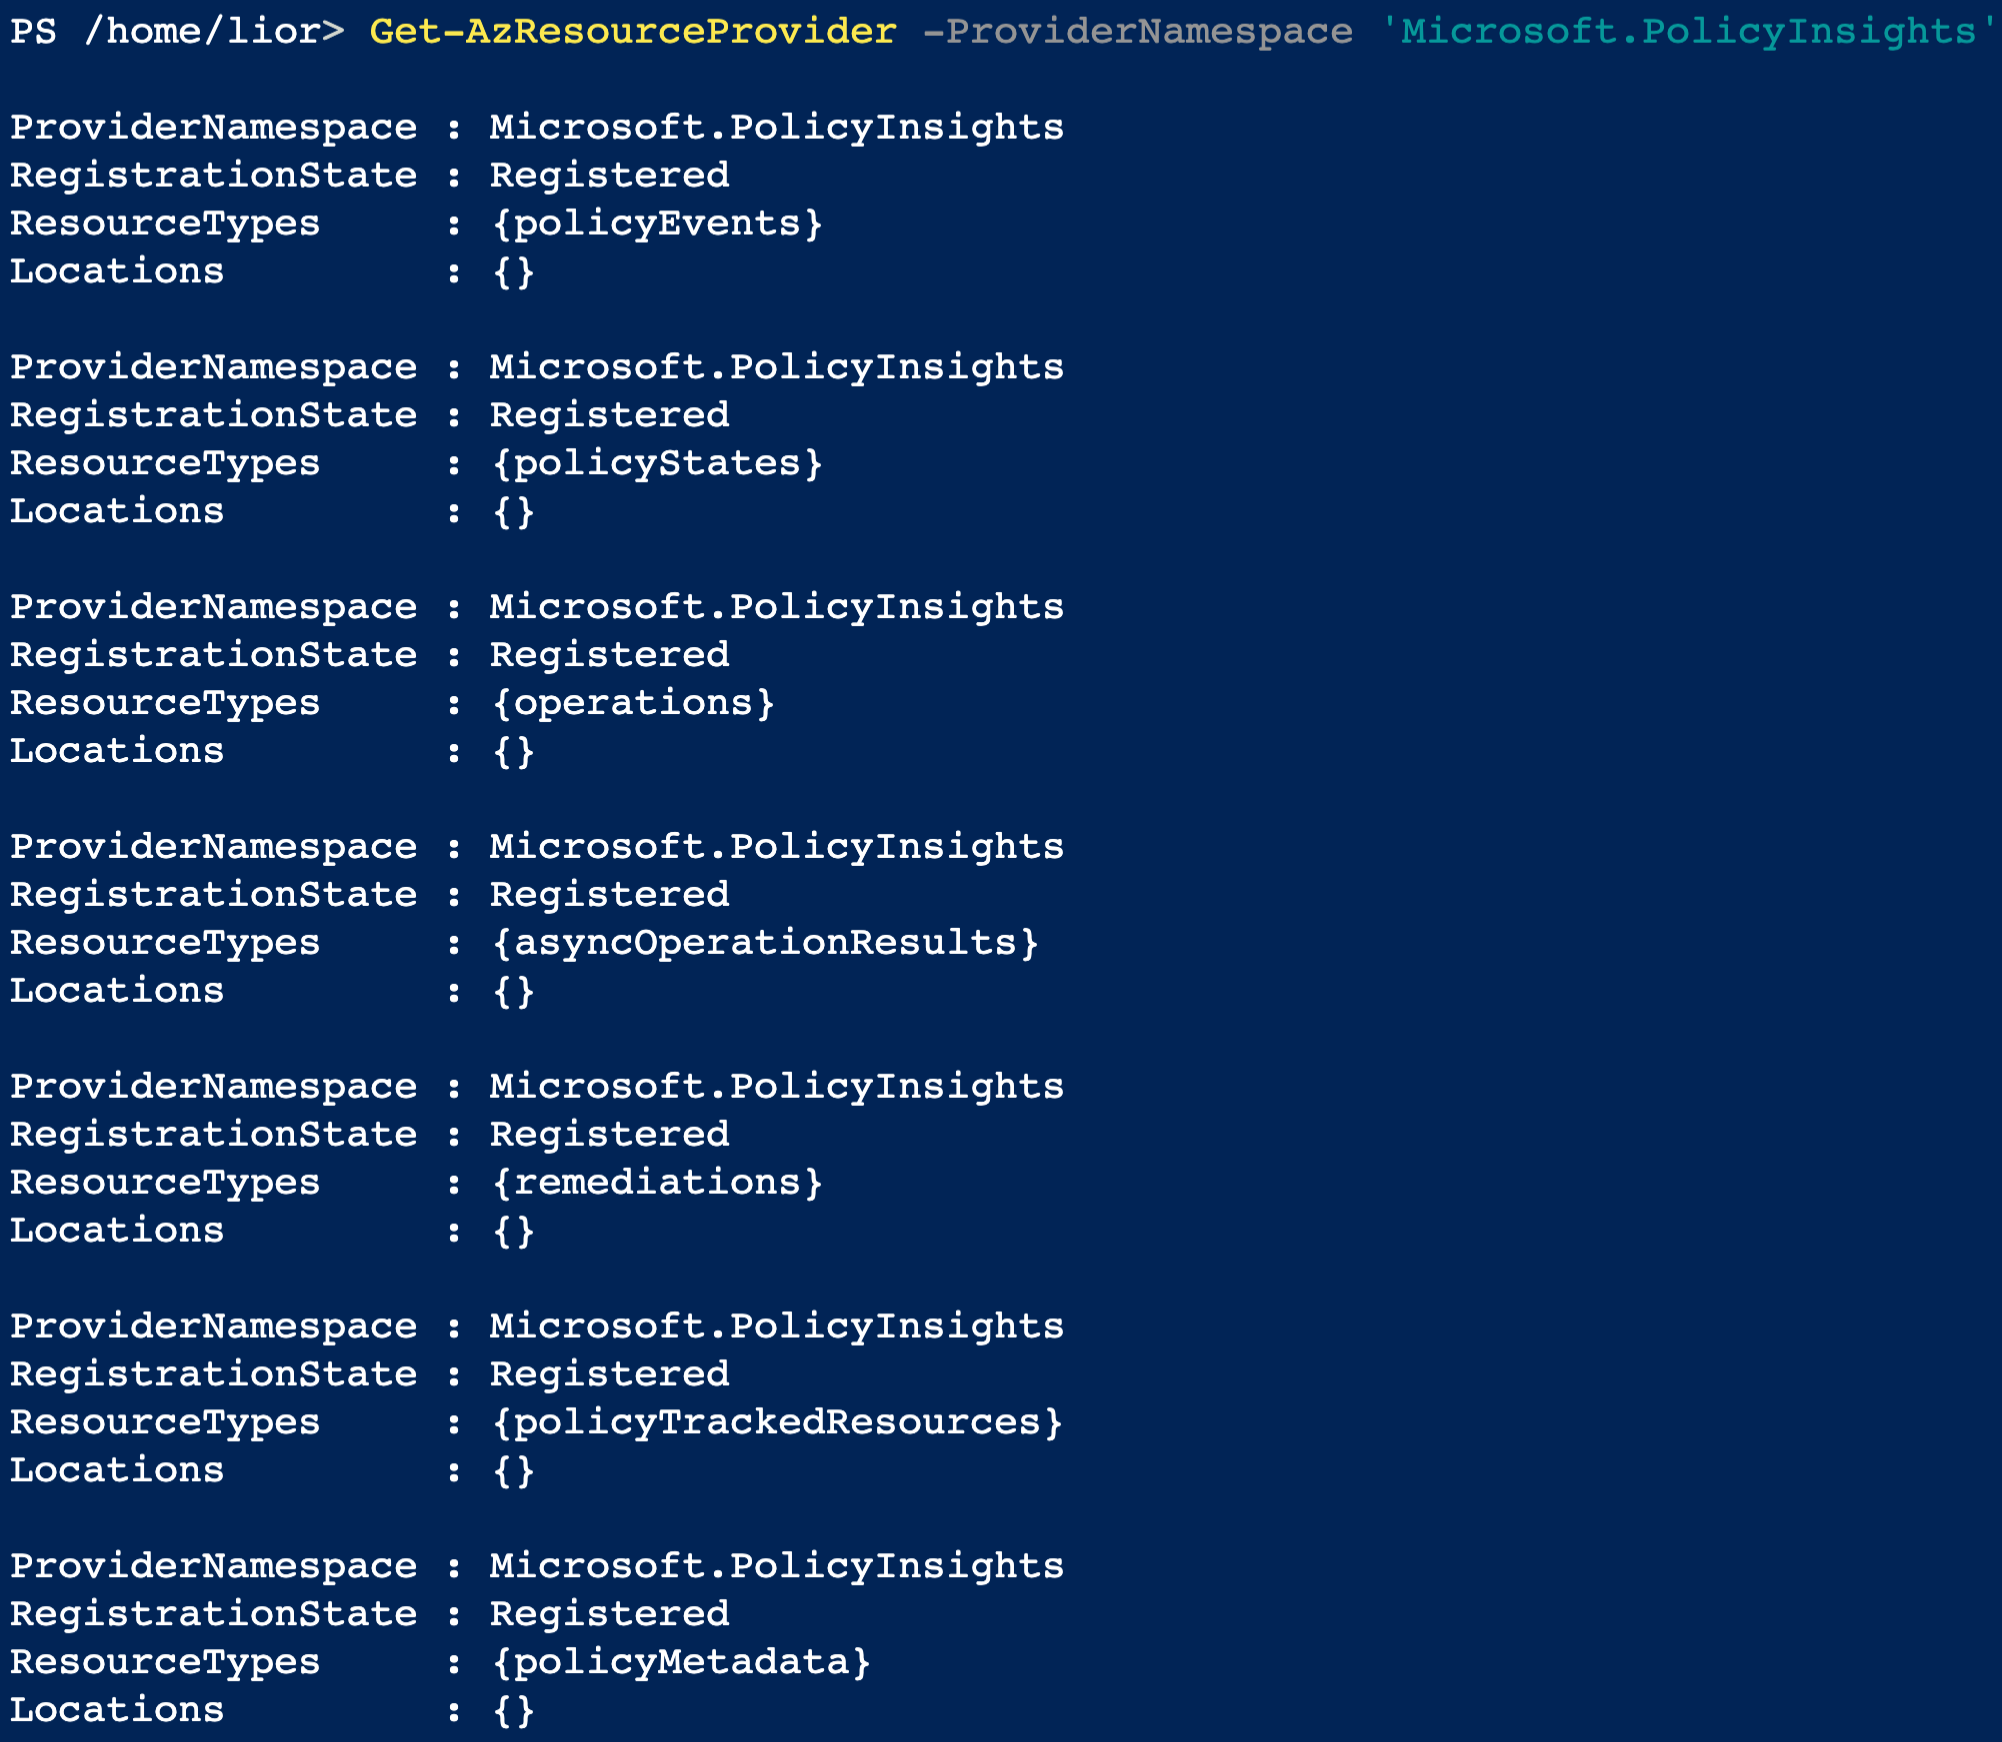 PS /home/lior> Get-AzResourceProvider -ProviderNamespace 'Microsoft.PolicyInsights'
ProviderNamespace : Microsoft.PolicyInsights
RegistrationState : Registered
ResourceTypes     : {policyEvents}
Locations         : {}
ProviderNamespace : Microsoft.PolicyInsights
RegistrationState : Registered
ResourceTypes     : {policyStates}
Locations         : {}
ProviderNamespace : Microsoft.PolicyInsights
RegistrationState : Registered
ResourceTypes     : {operations}
Locations         : {}
ProviderNamespace : Microsoft.PolicyInsights
RegistrationState : Registered
ResourceTypes     : {asyncOperationResults}
Locations         : {}
ProviderNamespace : Microsoft.PolicyInsights
RegistrationState : Registered
ResourceTypes     : {remediations}
Locations         : {}
ProviderNamespace : Microsoft.PolicyInsights
RegistrationState : Registered
ResourceTypes     : {policyTrackedResources}
Locations         : {}
ProviderNamespace : Microsoft.PolicyInsights
RegistrationState : Registered
ResourceTypes     : {policyMetadata}
Locations         : {}